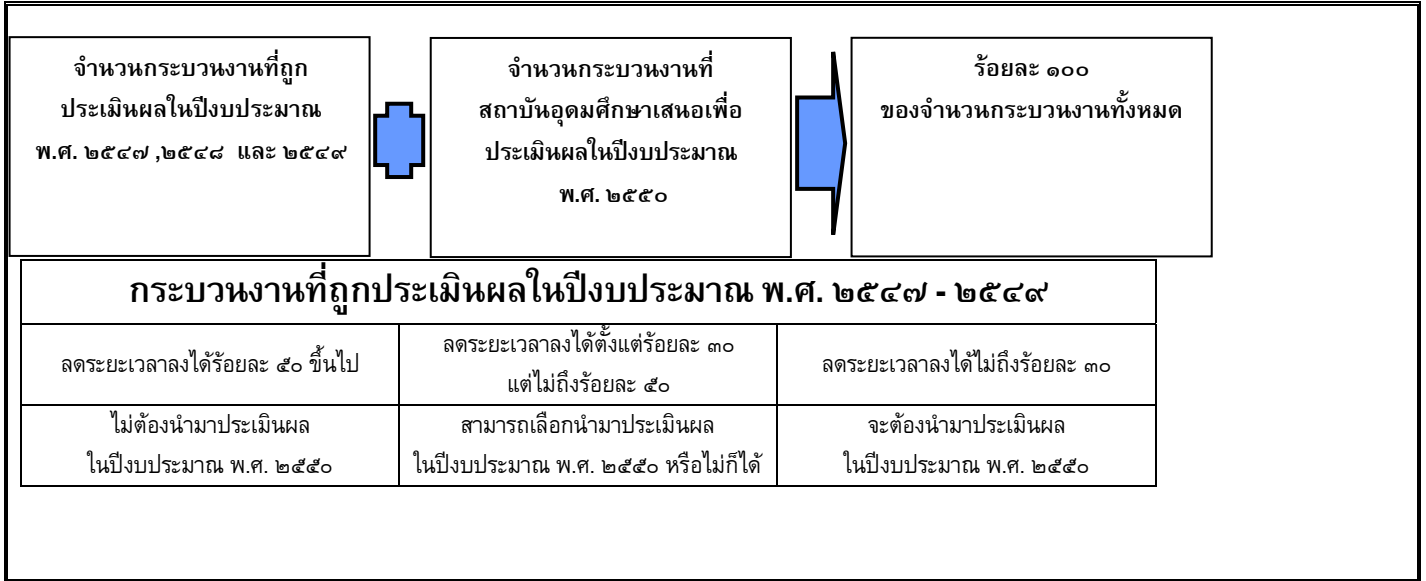 จำนวนกระบวนงานที่ถูก
ประเมินผลในปีงบประมาณ
พ.ศ. ๒๕๔๗ ,๒๕๔๘ และ ๒๕๔๙
จำนวนกระบวนงานที่
สถาบันอุดมศึกษาเสนอเพื่อ
ประเมินผลในปีงบประมาณ
พ.ศ. ๒๕๕๐
ร้อยละ ๑๐๐
ของจำนวนกระบวนงานทั้งหมด
กระบวนงานที่ถูกประเมินผลในปีงบประมาณ พ.ศ. ๒๕๔๗ - ๒๕๔๙
ลดระยะเวลาลงได้ร้อยละ ๕๐ ขึ้นไป
ลดระยะเวลาลงได้ตั้งแต่ร้อยละ ๓๐
แต่ไม่ถึงร้อยละ ๕๐
ลดระยะเวลาลงได้ไม่ถึงร้อยละ ๓๐
ไม่ต้องนำมาประเมินผล
ในปีงบประมาณ พ.ศ. ๒๕๕๐
สามารถเลือกนำมาประเมินผล
ในปีงบประมาณ พ.ศ. ๒๕๕๐ หรือไม่ก็ได้
จะต้องนำมาประเมินผล
ในปีงบประมาณ พ.ศ. ๒๕๕๐